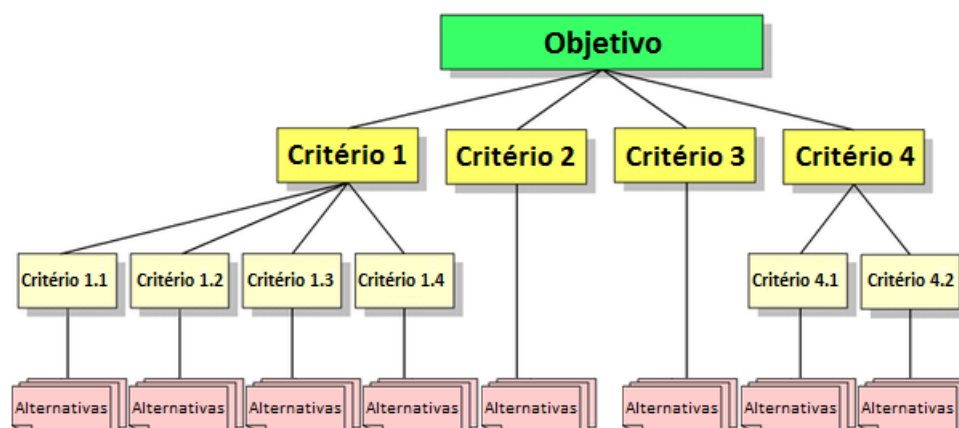 Objetivo
Critério 1
Critério 2
Critério 3
Critério 4
Critério 1.1
Critério 1.2
Critério 1.3
Critério 1.4
Critério 4.1
Critério 4.2
Alternativas
Alternativas
Alternativas
Alternativas
Alternativas
Alternativas
Alternativas
Alternativas